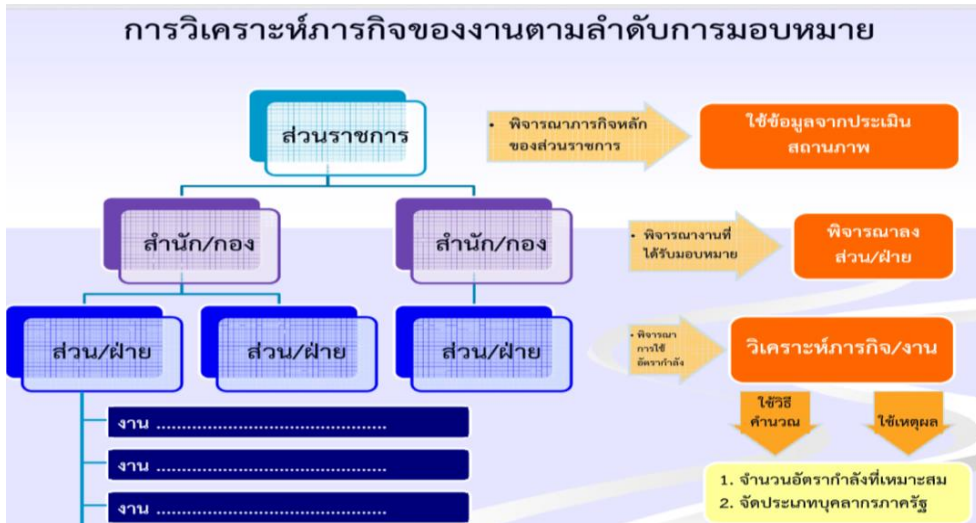 การวิเคราะห์ภารกิจของงานตามลำดับการมอบหมาย
ส่วนราชการ
• พิจารณาภารกิจหลัก
ของส่วนราชการ
ใช้ข้อมูลจากประเมิน
สถานภาพ
สำนัก/กอง
สำนัก/กอง
• พิจารณางานที่
ได้รับมอบหมาย
พิจารณาลง
ส่วน/ฝ่าย
ส่วน/ฝ่าย
ส่วน/ฝ่าย
ส่วน/ฝ่าย
• พิจารณา
การใช้
อัตรากำลัง
วิเคราะห์ภารกิจ/งาน
ใช้วิธี
คำนวณ
ใช้เหตุผล
งาน .............................................
งาน .............................................
งาน .............................................
1. จำนวนอัตรากำลังที่เหมาะสม
2. จัดประเภทบุคลากรภาครัฐ